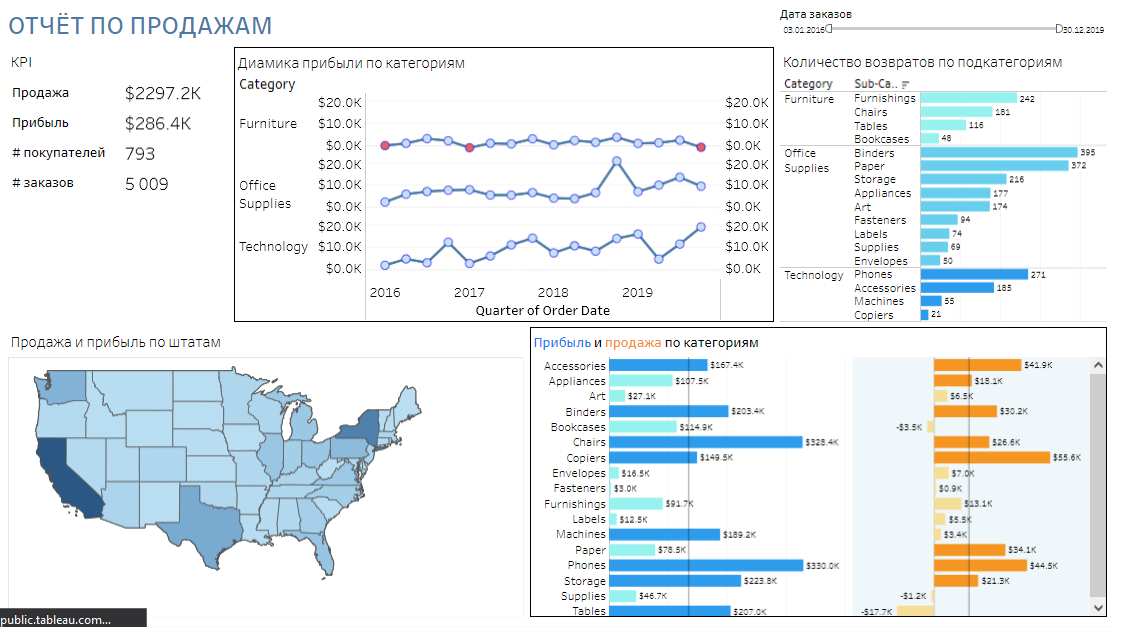 ОТЧЁТ ПО ПРОДАЖАМ
Дата заказов
03.01.2016 30.12.2019
KPI
Продажа $2297.2K
Прибыль $286.4K
# покупателей 793
# заказов 5 009
Диамика прибыли по категориям
Category
Furniture
$20.0K $20.0K
$10.0K $10.0K
$0.0K $0.0K
Office Supplies
$20.0K $20.0K
$10.0K $10.0K
$0.0K $0.0K
Technology
$20.0K $20.0K
$10.0K $10.0K
$0.0K $0.0K
2016 2017 2018 2019
Quarter of Order Date
Количество возвратов по подкатегориям
Category Sub-Ca..
Furniture Furnishings 242
Chairs 181
Tables 116
Bookcases 48
Office Supplies Binders 395
Paper 372
Storage 216
Appliances 177
Art 174
Fasteners 94
Labels 74
Supplies 69
Envelopes 50
Technology Phones 271
Accessories 185
Machines 55
Copiers 21
Продажа и прибыль по штатам
Прибыль и продажа по категориям
Accessories $167.4K $41.9K
Appliances $107.5K $18.1K
Art $27.1K $6.5K
Binders $203.4K $30.2K
Bookcases $114.9K -$3.5K
Chairs $328.4K $26.6K
Copiers $149.5K $55.6K
Envelopes $16.5K $7.0K
Fasteners $3.0K $0.9K
Furnishings $91.7K $13.1K
Labels $12.5K $5.5K
Machines $189.2K $3.4K
Paper $78.5K $34.1K
Phones $330.0K $44.5K
Storage $223.8K $21.3K
Supplies $46.7K -$1.2K
Tables $207.0K -$17.7K
public.tableau.com...